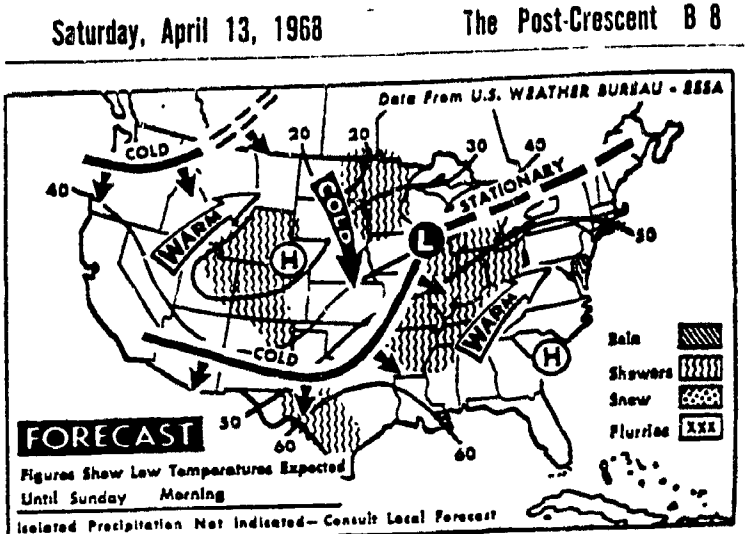 Saturday, April 13, 1968
The Post-Crescent B 8
Data From U.S. WEATHER BUREAU - ESSA
COLD
20
20
30
40
STATIONARY
40
COLD
WARM
H
L
50
WARM
COLD
H
Rain
Showers
Snow
Flurries XXX
50
60
60
FORECAST
Figures Show Low Temperatures Expected
Until Sunday Morning
Isolated Precipitation Not Indicated – Consult Local Forecast